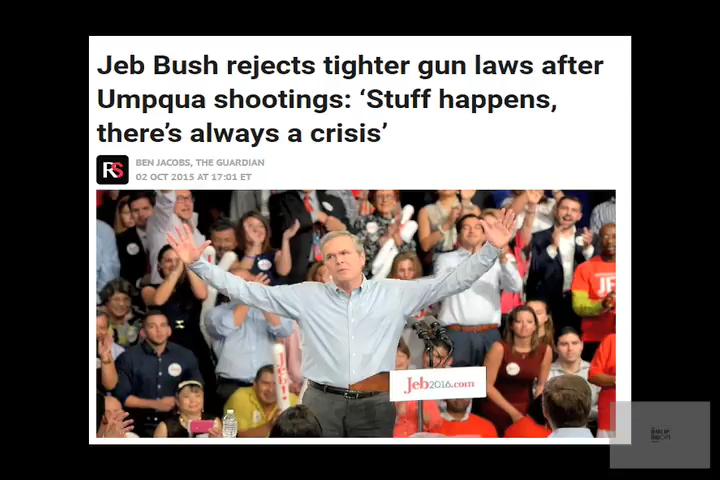 Jeb Bush rejects tighter gun laws after
Umpqua shootings: ‘Stuff happens,
there’s always a crisis’
RS
BEN JACOBS, THE GUARDIAN
02 OCT 2015 AT 17:01 ET
Jeb!
JE
Jeb2016.com